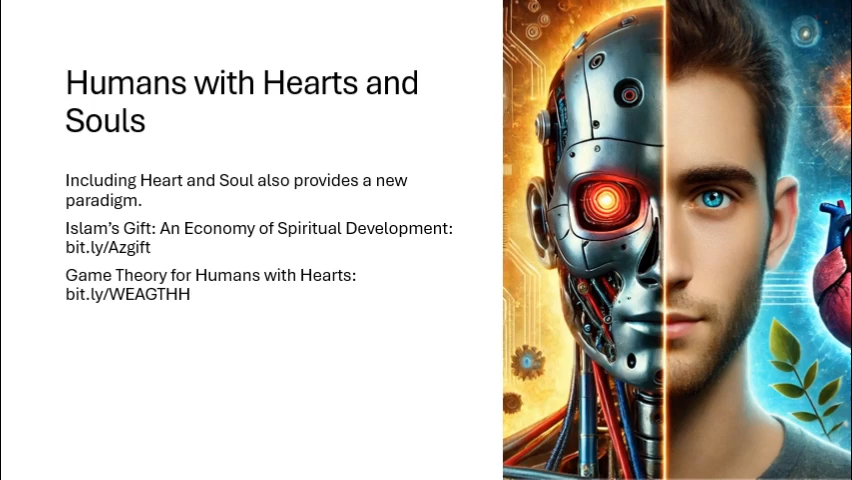 Humans with Hearts and
Souls
Including Heart and Soul also provides a new
paradigm.
Islam’s Gift: An Economy of Spiritual Development:
bit.ly/Azgift
Game Theory for Humans with Hearts:
bit.ly/WEAGTHH